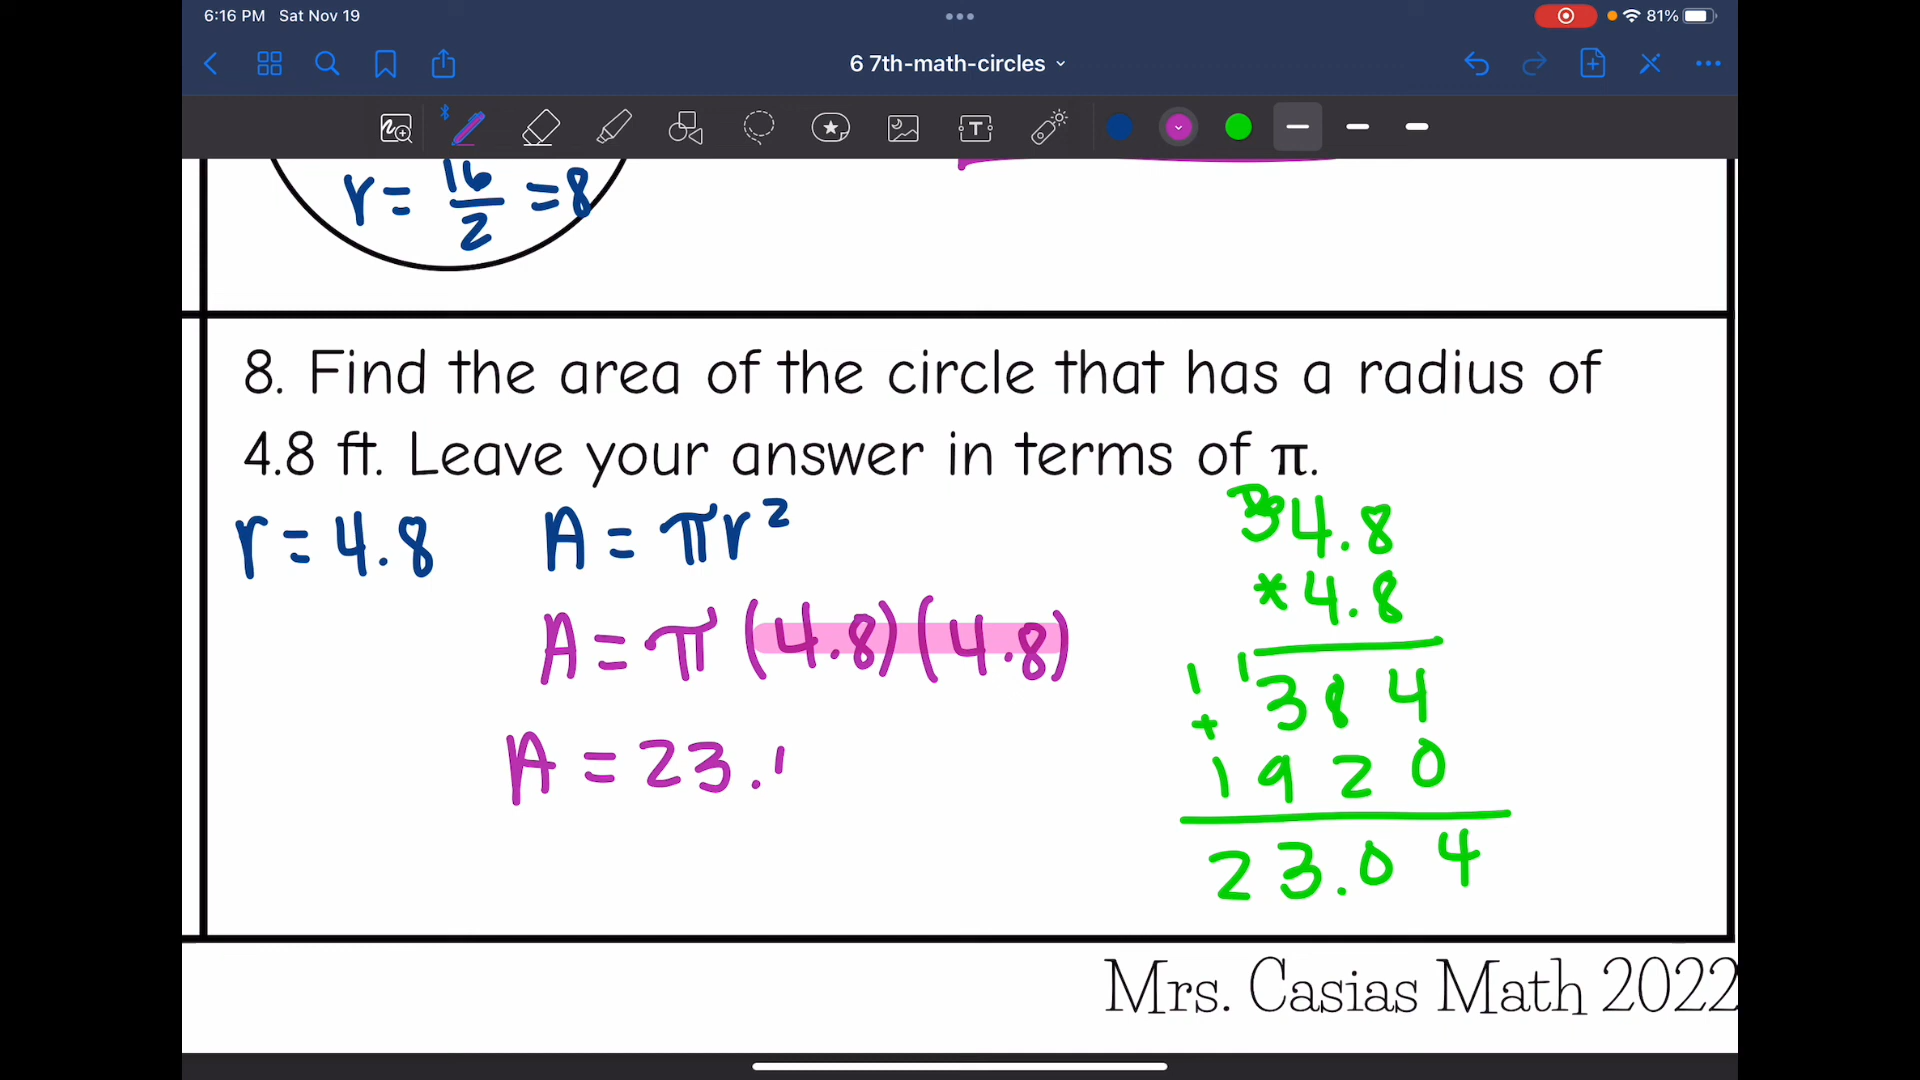 6:16 PM Sat Nov 19
81%
6 7th-math-circles
T
r = 16/2 = 8
8. Find the area of the circle that has a radius of
4.8 ft. Leave your answer in terms of π.
r = 4.8
A = πr²
A = π (4.8)(4.8)
A = 23.
34.8
*4.8
1 1
384
+
1920
23.04
Mrs. Casias Math 2022